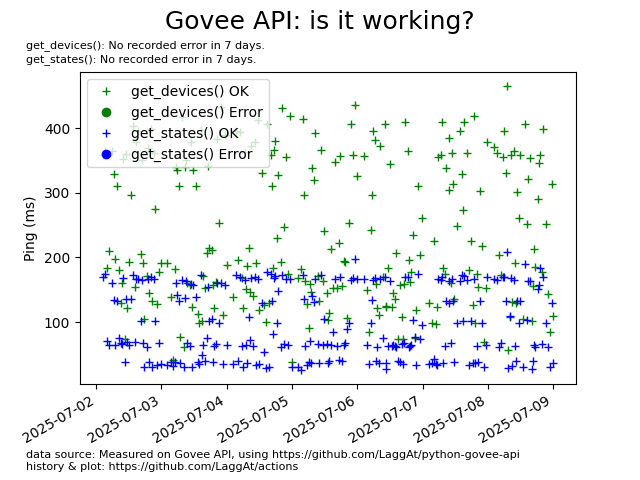 Govee API: is it working?
get_devices(): No recorded error in 7 days.
get_states(): No recorded error in 7 days.
get_devices() OK
get_devices() Error
get_states() OK
get_states() Error
Ping (ms)
400
300
200
100
2025-07-02
2025-07-03
2025-07-04
2025-07-05
2025-07-06
2025-07-07
2025-07-08
2025-07-09
data source: Measured on Govee API, using https://github.com/LaggAt/python-govee-api
history & plot: https://github.com/LaggAt/actions